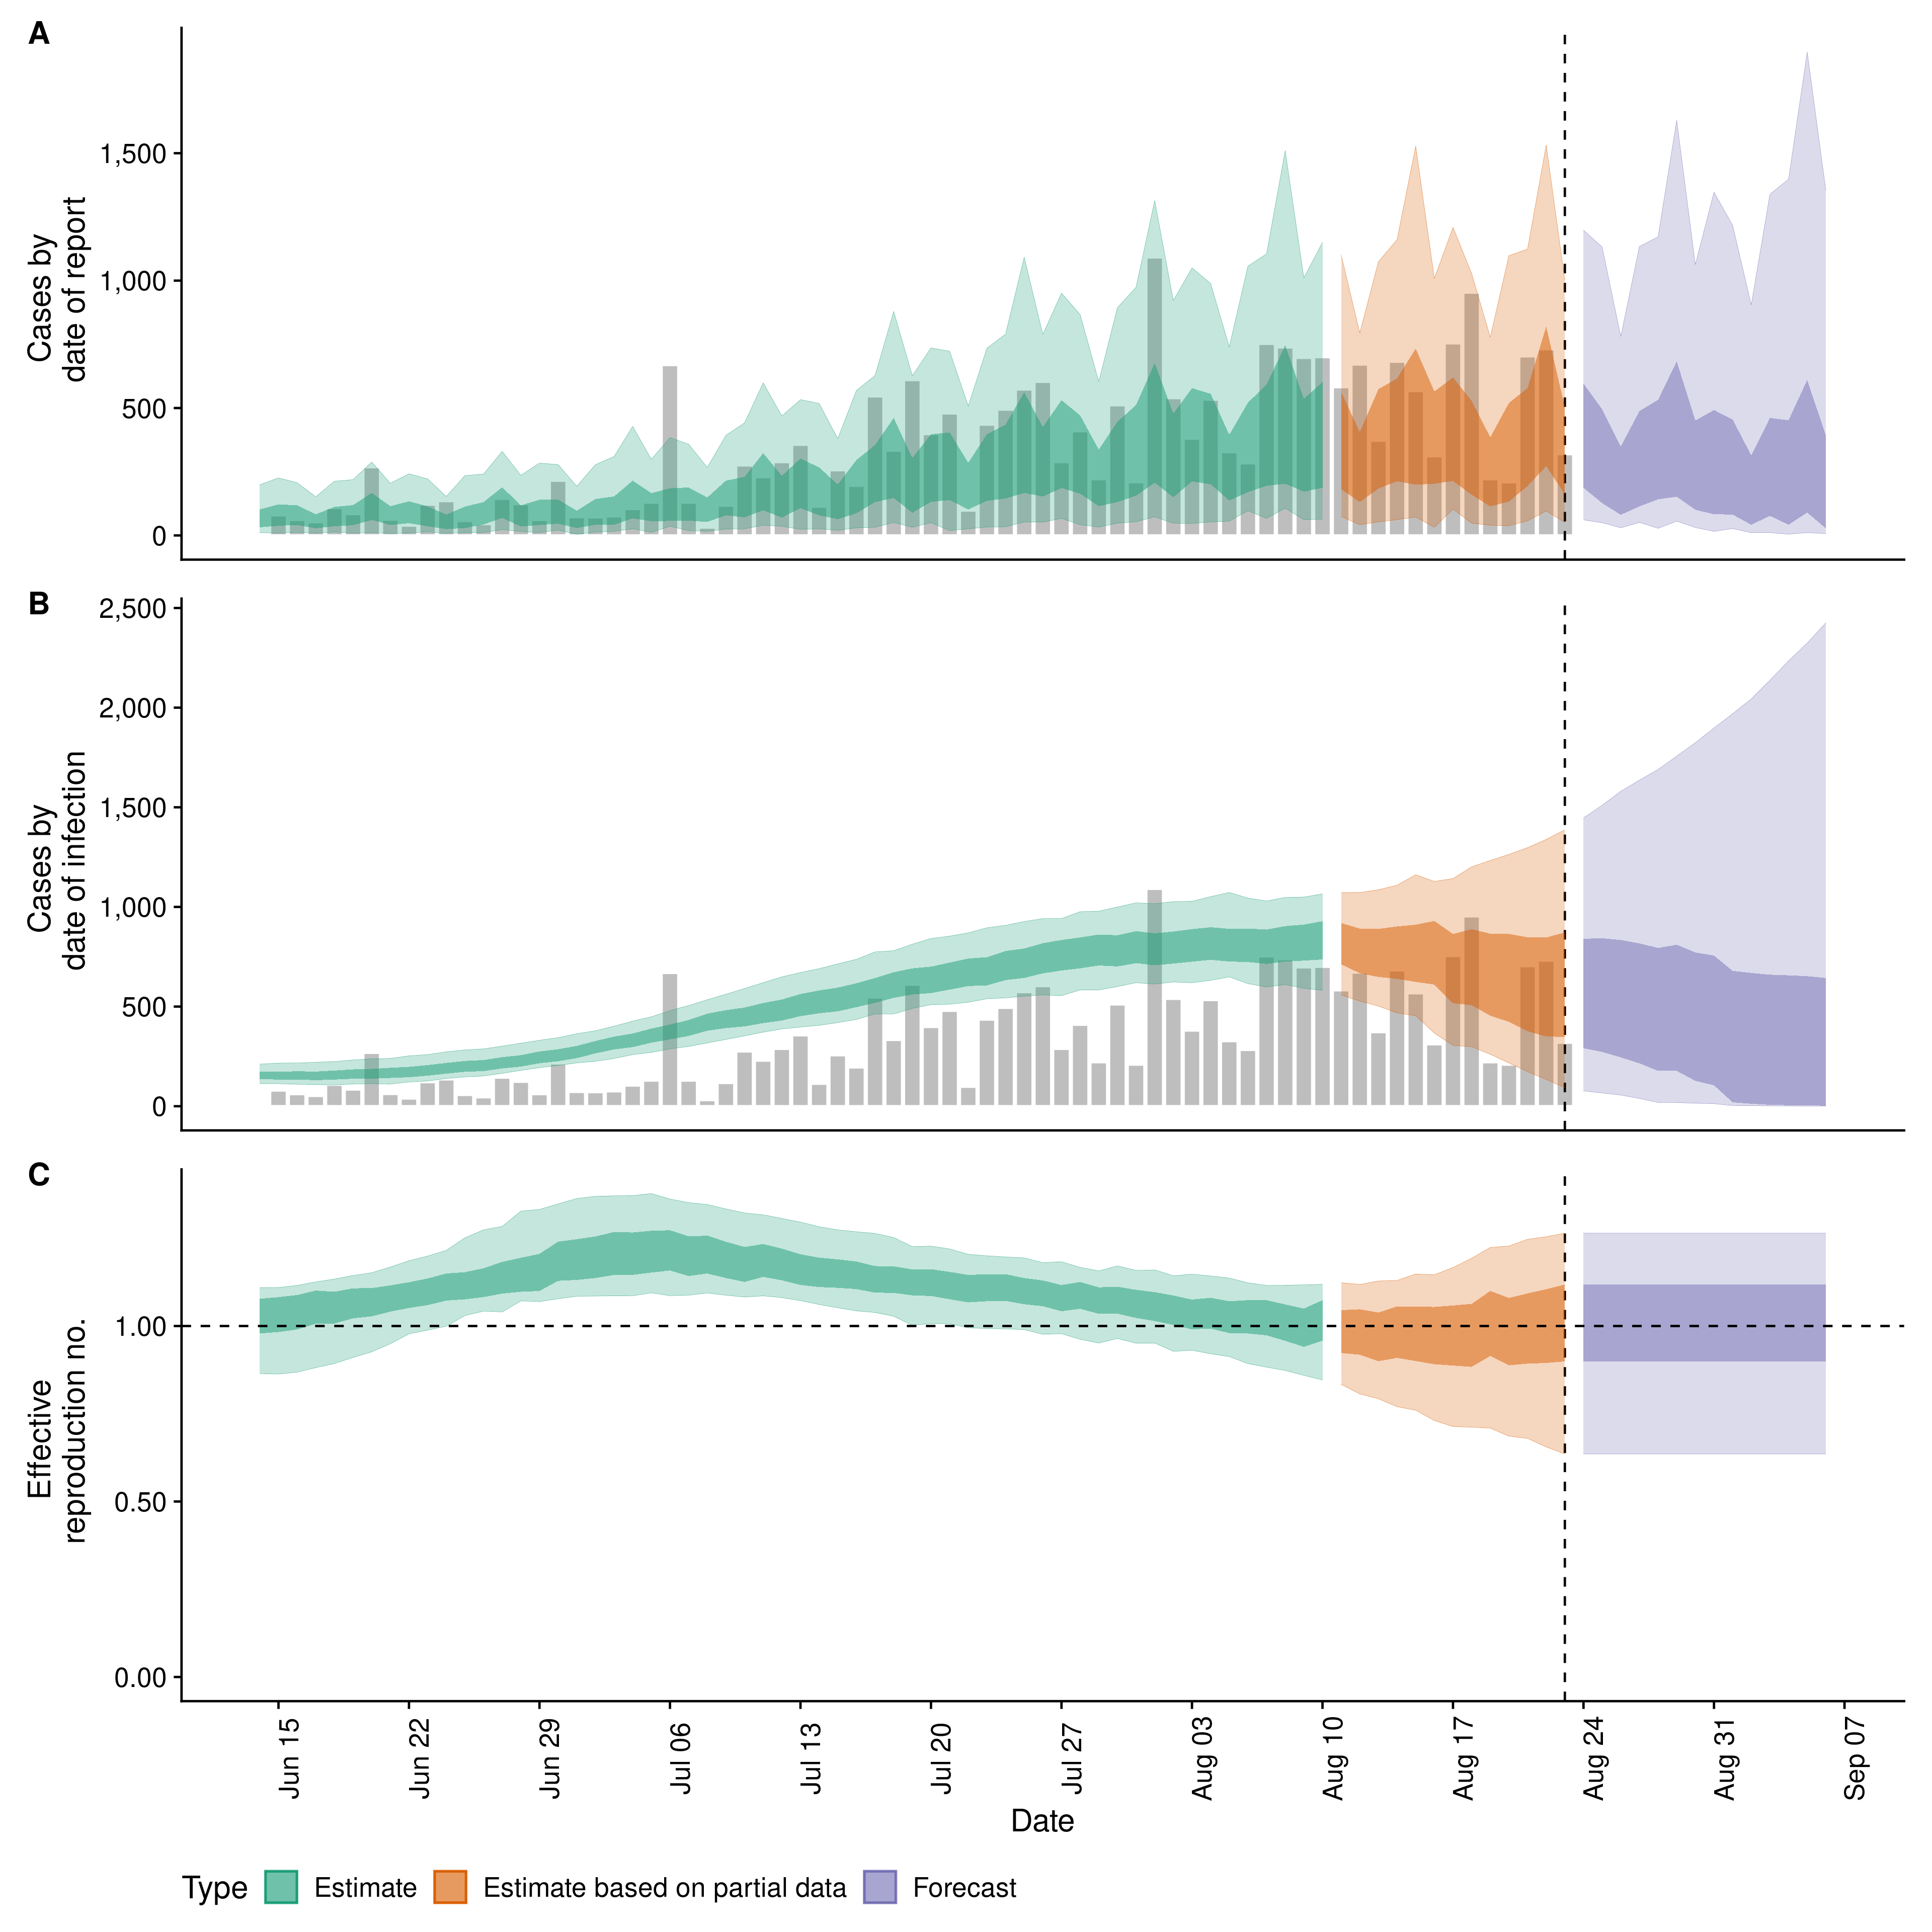 A
Cases by
date of report
1,500
1,000
500
0
B
Cases by
date of infection
2,500
2,000
1,500
1,000
500
0
C
Effective
reproduction no.
1.00
0.50
0.00
Jun 15
Jun 22
Jun 29
Jul 06
Jul 13
Jul 20
Jul 27
Aug 03
Aug 10
Aug 17
Aug 24
Aug 31
Sep 07
Date
Type Estimate Estimate based on partial data Forecast